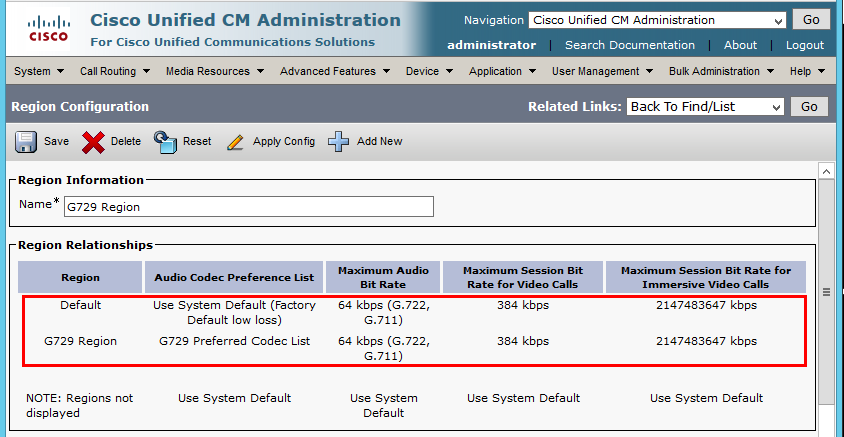 Cisco Unified CM Administration
For Cisco Unified Communications Solutions
CISCO
Navigation Cisco Unified CM Administration Go
administrator | Search Documentation | About | Logout
System Call Routing Media Resources Advanced Features Device Application User Management Bulk Administration Help
Region Configuration
Related Links: Back To Find/List Go
Save Delete Reset Apply Config Add New
Region Information
Name* G729 Region
Region Relationships
Region Audio Codec Preference List Maximum Audio Bit Rate Maximum Session Bit Rate for Video Calls Maximum Session Bit Rate for Immersive Video Calls
Default Use System Default (Factory Default low loss) 64 kbps (G.722, G.711) 384 kbps 2147483647 kbps
G729 Region G729 Preferred Codec List 64 kbps (G.722, G.711) 384 kbps 2147483647 kbps
NOTE: Regions not displayed Use System Default Use System Default Use System Default Use System Default